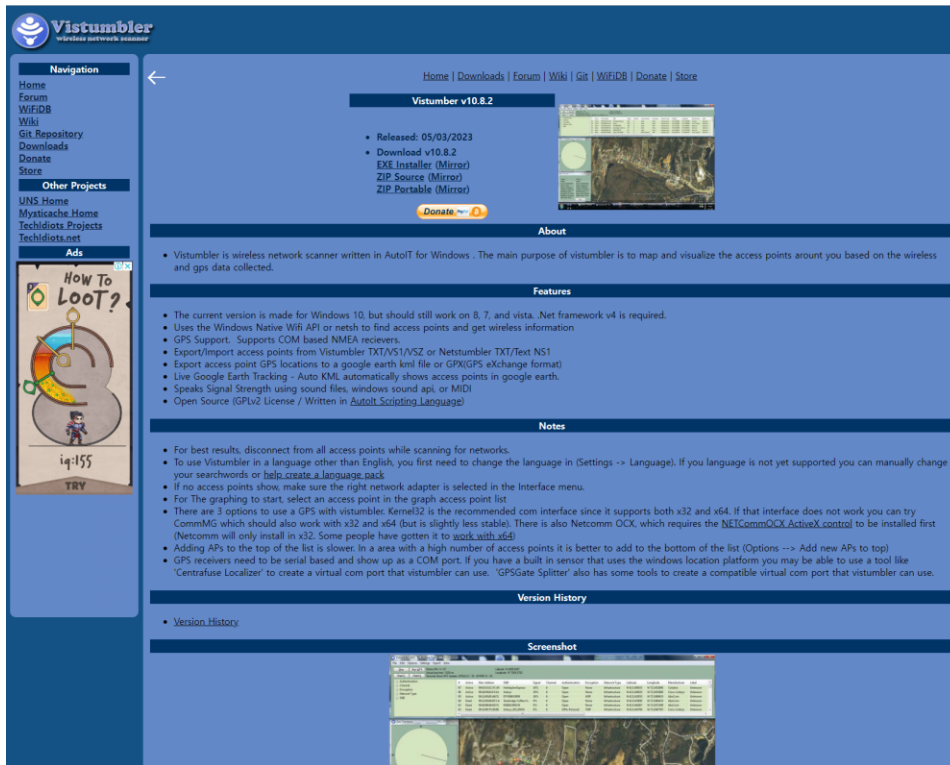 Vistumbler
wireless network scanner
Navigation
Home
Forum
WiFiDB
Wiki
Git Repository
Downloads
Donate
Store
Other Projects
UNS Home
Mysticache Home
TechIdiots Projects
TechIdiots.net
Ads
HOW TO
LOOT?
iq:155
TRY
Home | Downloads | Forum | Wiki | Git | WiFiDB | Donate | Store
Vistumber v10.8.2
• Released: 05/03/2023
• Download v10.8.2
EXE Installer (Mirror)
ZIP Source (Mirror)
ZIP Portable (Mirror)
Donate
About
• Vistumbler is wireless network scanner written in AutoIT for Windows . The main purpose of vistumbler is to map and visualize the access points arount you based on the wireless
and gps data collected.
Features
• The current version is made for Windows 10, but should still work on 8, 7, and vista. .Net framework v4 is required.
• Uses the Windows Native Wifi API or netsh to find access points and get wireless information
• GPS Support. Supports COM based NMEA recievers.
• Export/Import access points from Vistumbler TXT/VS1/VSZ or Netstumbler TXT/Text NS1
• Export access point GPS locations to a google earth kml file or GPX(GPS eXchange format)
• Live Google Earth Tracking - Auto KML automatically shows access points in google earth.
• Speaks Signal Strength using sound files, windows sound api, or MIDI
• Open Source (GPLv2 License / Written in AutoIt Scripting Language)
Notes
• For best results, disconnect from all access points while scanning for networks.
• To use Vistumbler in a language other than English, you first need to change the language in (Settings -> Language). If you language is not yet supported you can manually change
your searchwords or help create a language pack
• If no access points show, make sure the right network adapter is selected in the Interface menu.
• For The graphing to start, select an access point in the graph access point list
• There are 3 options to use a GPS with vistumbler. Kernel32 is the recommended com interface since it supports both x32 and x64. If that interface does not work you can try
CommMG which should also work with x32 and x64 (but is slightly less stable). There is also Netcomm OCX, which requires the NETCommOCX ActiveX control to be installed first
(Netcomm will only install in x32. Some people have gotten it to work with x64)
• Adding APs to the top of the list is slower. In a area with a high number of access points it is better to add to the bottom of the list (Options --> Add new APs to top)
• GPS receivers need to be serial based and show up as a COM port. If you have a built in sensor that uses the windows location platform you may be able to use a tool like
'Centrafuse Localizer' to create a virtual com port that vistumbler can use. 'GPSGate Splitter' also has some tools to create a compatible virtual com port that vistumbler can use.
Version History
• Version History
Screenshot